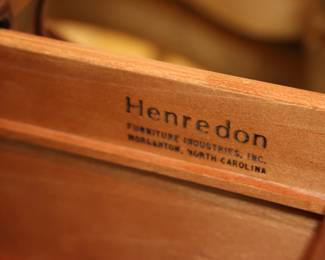 Henredon
FURNITURE INDUSTRIES, INC.
MORGANTON, NORTH CAROLINA